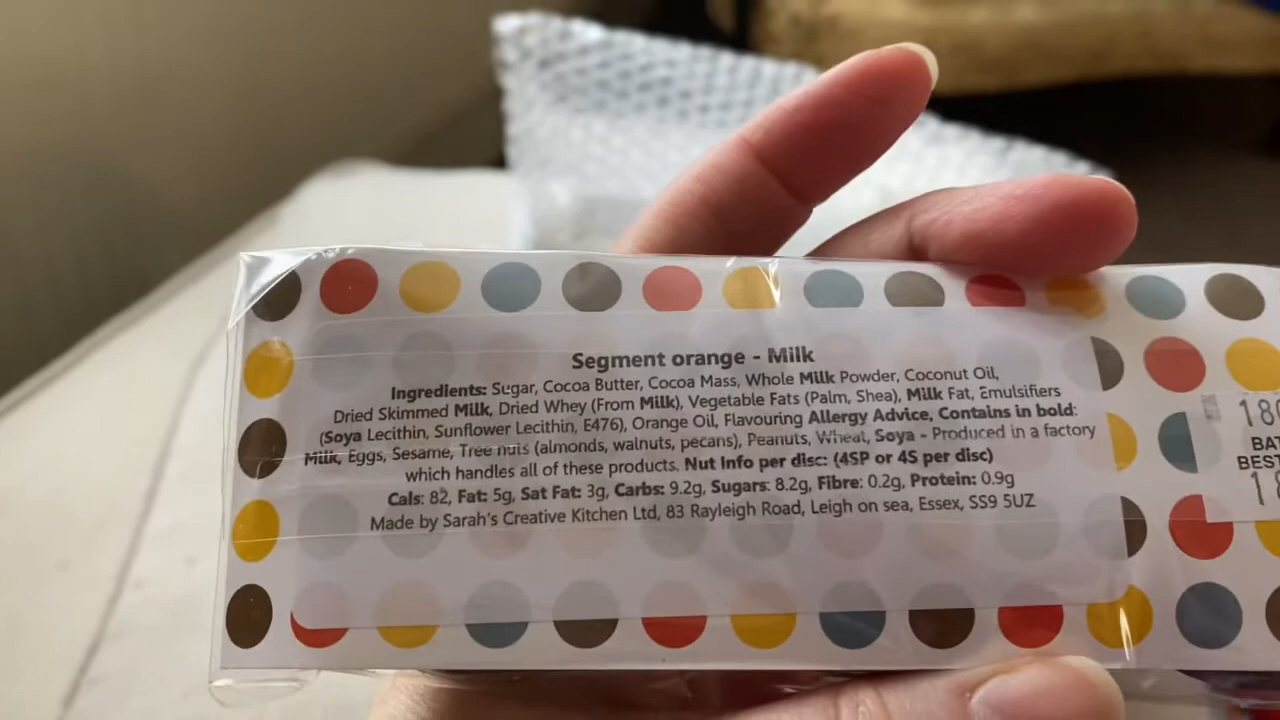 Segment orange - Milk
Ingredients: Sugar, Cocoa Butter, Cocoa Mass, Whole Milk Powder, Coconut Oil,
Dried Skimmed Milk, Dried Whey (From Milk), Vegetable Fats (Palm, Shea), Milk Fat, Emulsifiers
(Soya Lecithin, Sunflower Lecithin, E476), Orange Oil, Flavouring Allergy Advice, Contains in bold:
Milk, Eggs, Sesame, Tree nuts (almonds, walnuts, pecans), Peanuts, Wheat, Soya - Produced in a factory
which handles all of these products. Nut Info per disc: (4SP or 4S per disc)
Cals: 82, Fat: 5g, Sat Fat: 3g, Carbs: 9.2g, Sugars: 8.2g, Fibre: 0.2g, Protein: 0.9g
Made by Sarah's Creative Kitchen Ltd, 83 Rayleigh Road, Leigh on sea, Essex, SS9 5UZ
180
BAT
BEST
18